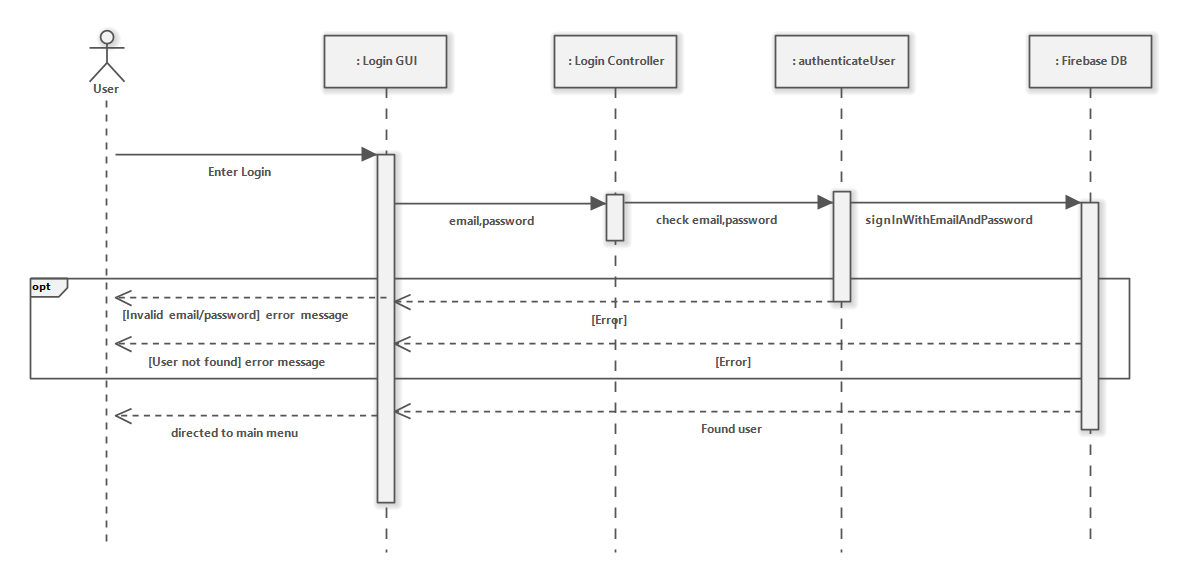 User
: Login GUI
: Login Controller
: authenticateUser
: Firebase DB
Enter Login
email,password
check email,password
signInWithEmailAndPassword
opt
[Invalid email/password] error message
[Error]
[User not found] error message
[Error]
directed to main menu
Found user